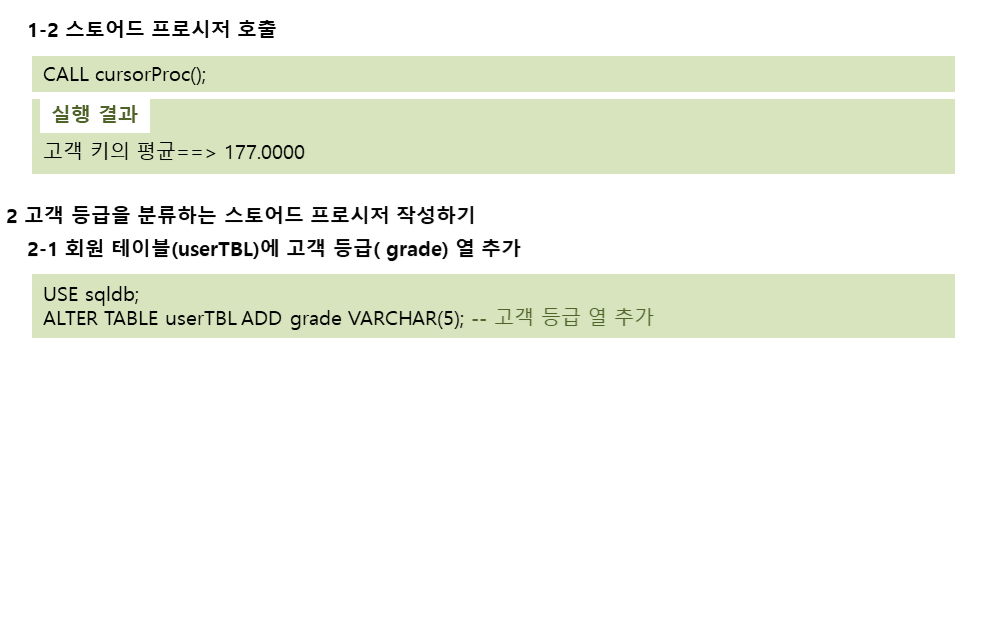 1-2 스토어드 프로시저 호출
CALL cursorProc();
실행 결과
고객 키의 평균==> 177.0000
2 고객 등급을 분류하는 스토어드 프로시저 작성하기
2-1 회원 테이블(userTBL)에 고객 등급( grade) 열 추가
USE sqldb;
ALTER TABLE userTBL ADD grade VARCHAR(5); -- 고객 등급 열 추가